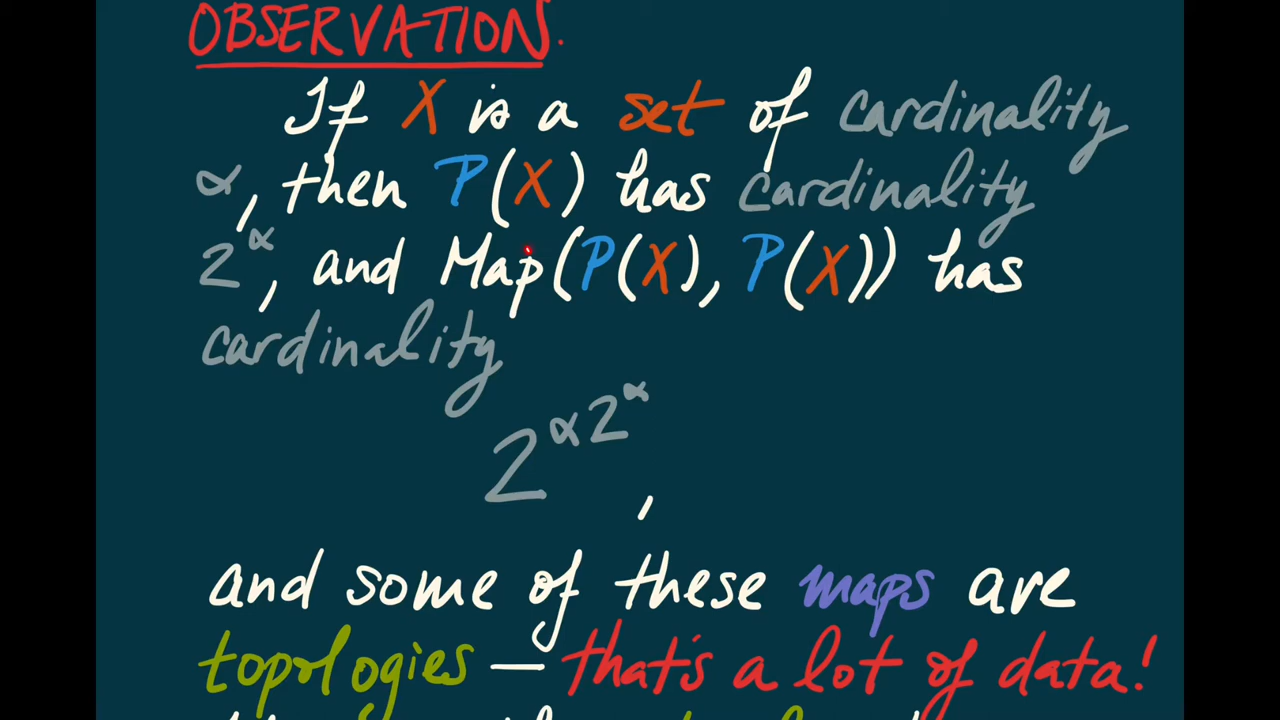 OBSERVATION.
If X is a set of cardinality
α, then P(X) has cardinality
2^α, and Map(P(X), P(X)) has
cardinality
2^{α2^α},
and some of these maps are
topologies — that's a lot of data!